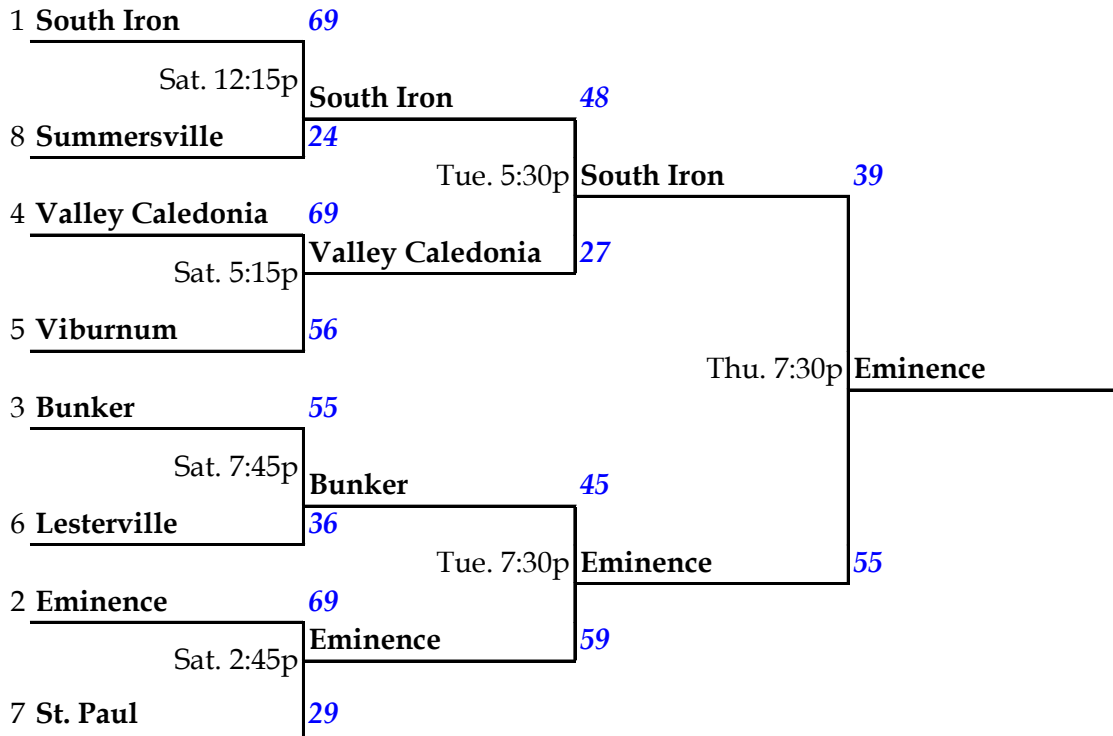 1 South Iron 69
Sat. 12:15p
South Iron 48
8 Summersville 24
Tue. 5:30p South Iron 39
4 Valley Caledonia 69
Valley Caledonia 27
Sat. 5:15p
5 Viburnum 56
Thu. 7:30p Eminence
3 Bunker 55
Sat. 7:45p
Bunker 45
6 Lesterville 36
Tue. 7:30p Eminence 55
2 Eminence 69
Eminence 59
Sat. 2:45p
7 St. Paul 29